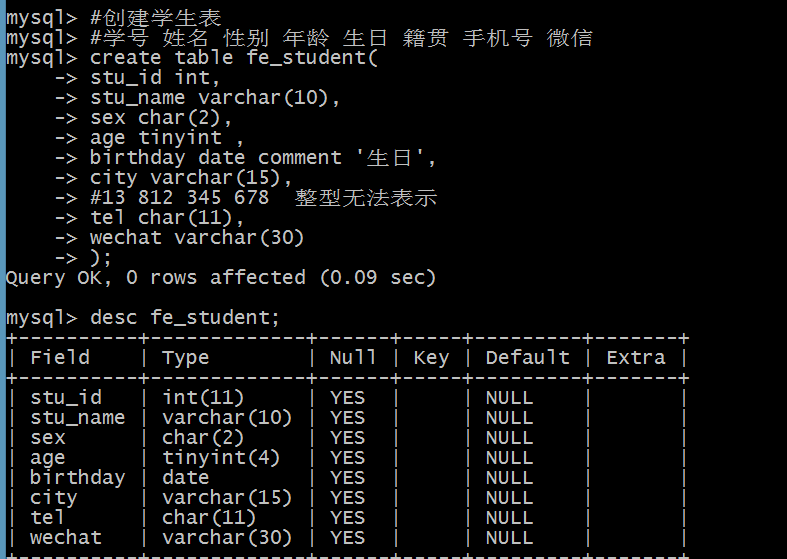 mysql> #创建学生表
mysql> #学号 姓名 性别 年龄 生日 籍贯 手机号 微信
mysql> create table fe_student(
    -> stu_id int,
    -> stu_name varchar(10),
    -> sex char(2),
    -> age tinyint ,
    -> birthday date comment '生日',
    -> city varchar(15),
    -> #13 812 345 678  整型无法表示
    -> tel char(11),
    -> wechat varchar(30)
    -> );
Query OK, 0 rows affected (0.09 sec)

mysql> desc fe_student;
+----------+-------------+------+-----+---------+-------+
| Field    | Type        | Null | Key | Default | Extra |
+----------+-------------+------+-----+---------+-------+
| stu_id   | int(11)     | YES  |     | NULL    |       |
| stu_name | varchar(10) | YES  |     | NULL    |       |
| sex      | char(2)     | YES  |     | NULL    |       |
| age      | tinyint(4)  | YES  |     | NULL    |       |
| birthday | date        | YES  |     | NULL    |       |
| city     | varchar(15) | YES  |     | NULL    |       |
| tel      | char(11)    | YES  |     | NULL    |       |
| wechat   | varchar(30) | YES  |     | NULL    |       |
+----------+-------------+------+-----+---------+-------+